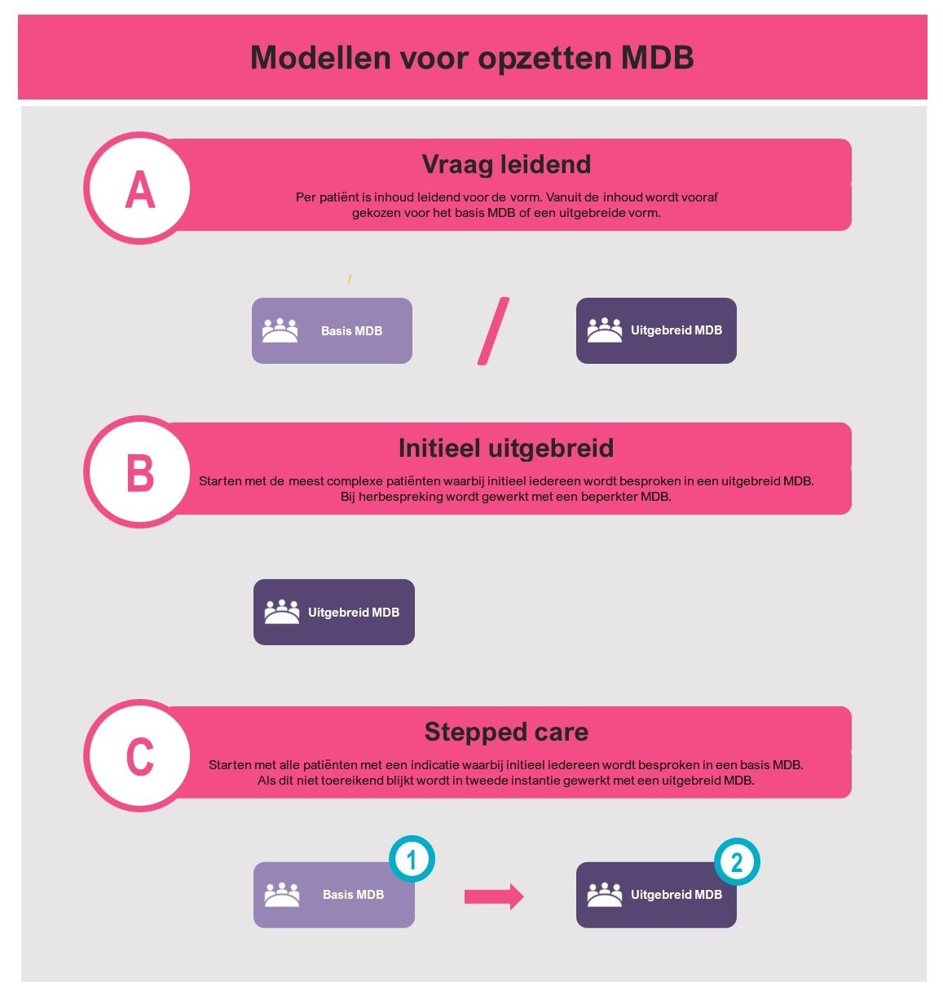 Modellen voor opzetten MDB
A
Vraag leidend
Per patiënt is inhoud leidend voor de vorm. Vanuit de inhoud wordt vooraf
gekozen voor het basis MDB of een uitgebreide vorm.
/
Basis MDB
/
Uitgebreid MDB
B
Initieel uitgebreid
Starten met de meest complexe patiënten waarbij initieel iedereen wordt besproken in een uitgebreid MDB.
Bij herbespreking wordt gewerkt met een beperkter MDB.
Uitgebreid MDB
C
Stepped care
Starten met alle patiënten met een indicatie waarbij initieel iedereen wordt besproken in een basis MDB.
Als dit niet toereikend blijkt wordt in tweede instantie gewerkt met een uitgebreid MDB.
1
Basis MDB
2
Uitgebreid MDB